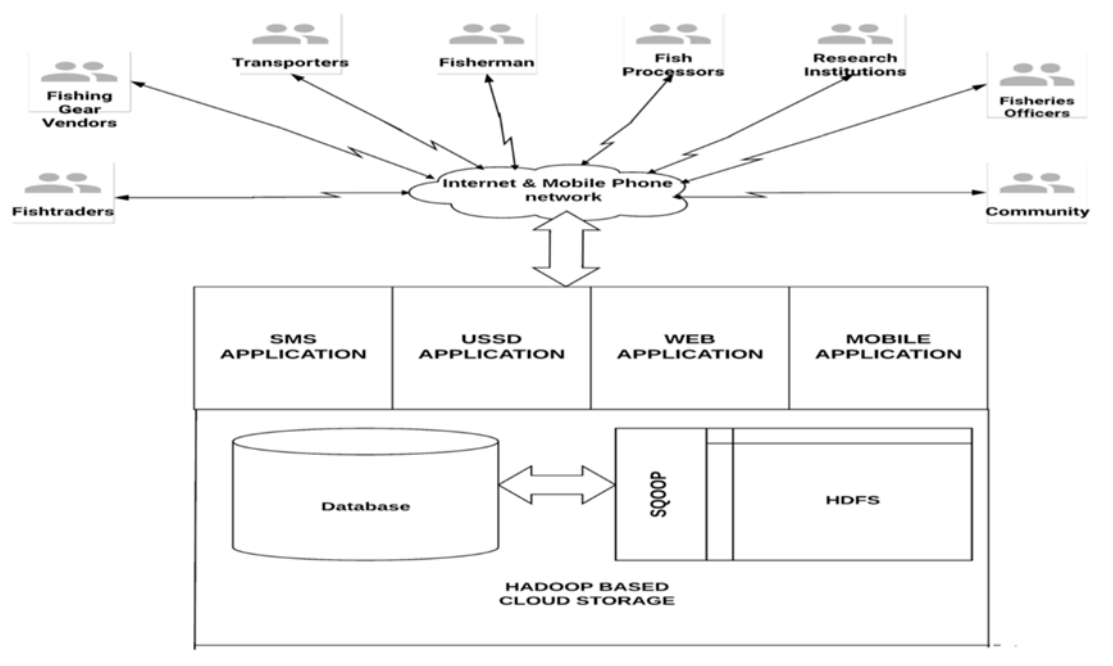 Transporters
Fisherman
Fish
Processors
Research
Institutions
Fishing
Gear
Vendors
Fisheries
Officers
Fishtraders
Internet & Mobile Phone
network
Community
SMS
APPLICATION
USSD
APPLICATION
WEB
APPLICATION
MOBILE
APPLICATION
Database
SQOOP
HDFS
HADOOP BASED
CLOUD STORAGE